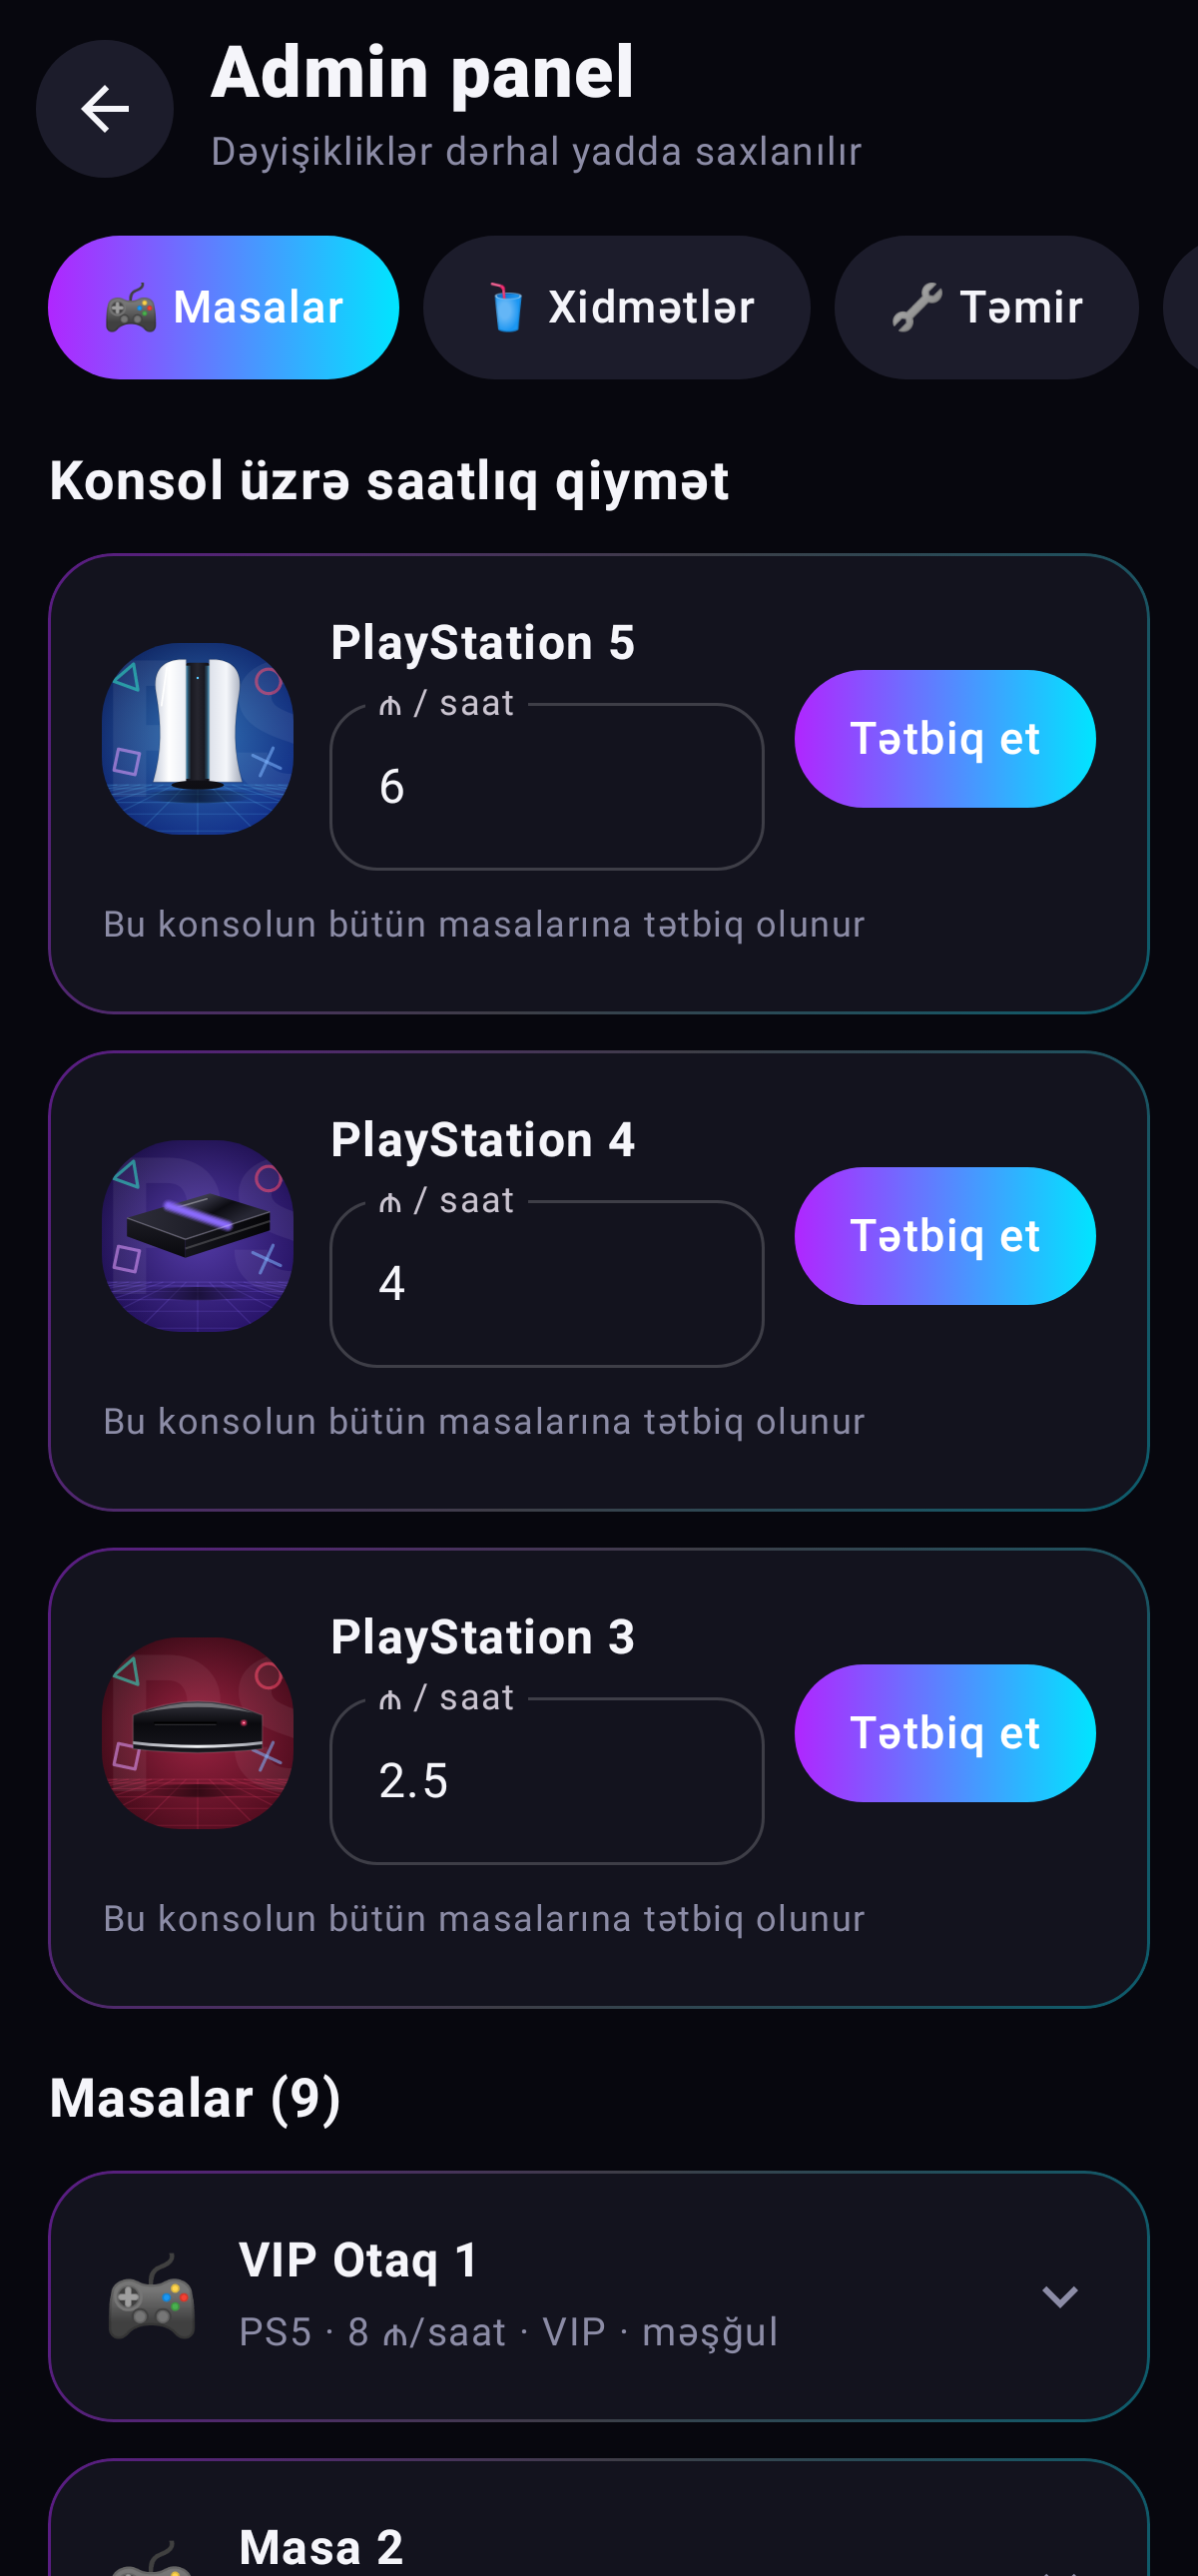 Admin panel
Dəyişikliklər dərhal yadda saxlanılır
Masalar
Xidmətlər
Təmir
Konsol üzrə saatlıq qiymət
PlayStation 5
₼ / saat
6
Tətbiq et
Bu konsolun bütün masalarına tətbiq olunur
PlayStation 4
₼ / saat
4
Tətbiq et
Bu konsolun bütün masalarına tətbiq olunur
PlayStation 3
₼ / saat
2.5
Tətbiq et
Bu konsolun bütün masalarına tətbiq olunur
Masalar (9)
VIP Otaq 1
PS5 · 8 ₼/saat · VIP · məşğul
Masa 2